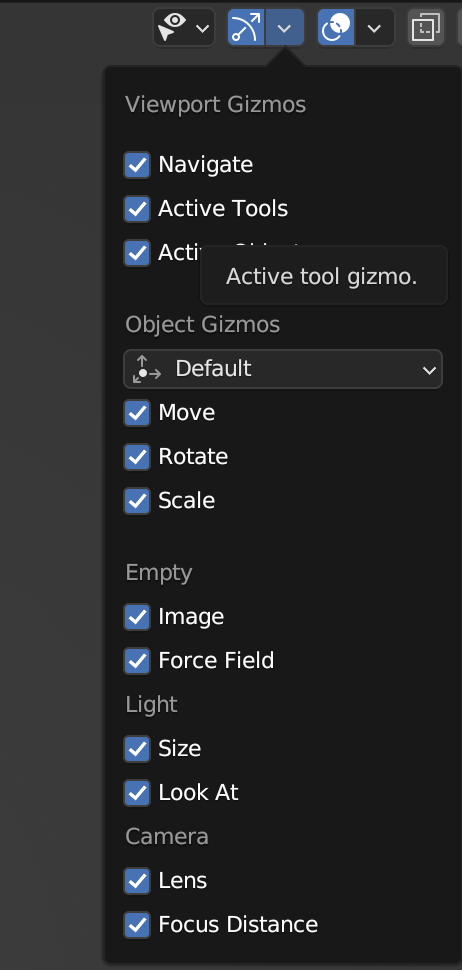 Viewport Gizmos
Navigate
Active Tools
Active tool gizmo.
Object Gizmos
Default
Move
Rotate
Scale
Empty
Image
Force Field
Light
Size
Look At
Camera
Lens
Focus Distance